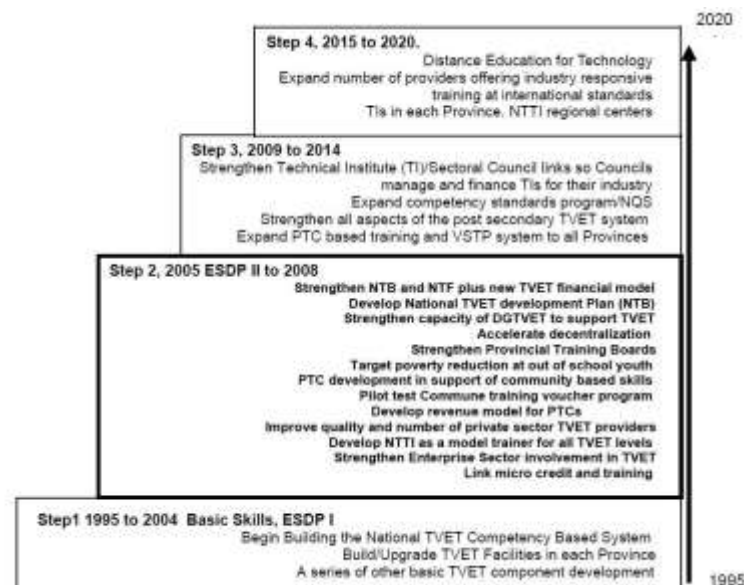 2020
Step 4, 2015 to 2020.
Distance Education for Technology
Expand number of providers offering industry responsive
training at international standards
TIs in each Province. NTTI regional centers
Step 3, 2009 to 2014
Strengthen Technical Institute (TI)/Sectoral Council links so Councils
manage and finance TIs for their industry
Expand competency standards program/NQS
Strengthen all aspects of the post secondary TVET system
Expand PTC based training and VSTP system to all Provinces
Step 2, 2005 ESDP II to 2008
Strengthen NTB and NTF plus new TVET financial model
Develop National TVET development Plan (NTB)
Strengthen capacity of DGTVET to support TVET
Accelerate decentralization
Strengthen Provincial Training Boards
Target poverty reduction at out of school youth
PTC development in support of community based skills
Pilot test Commune training voucher program
Develop revenue model for PTCs
Improve quality and number of private sector TVET providers
Develop NTTI as a model trainer for all TVET levels
Strengthen Enterprise Sector involvement in TVET
Link micro credit and training
Step1 1995 to 2004 Basic Skills, ESDP I
Begin Building the National TVET Competency Based System
Build/Upgrade TVET Facilities in each Province
A series of other basic TVET component development
1995